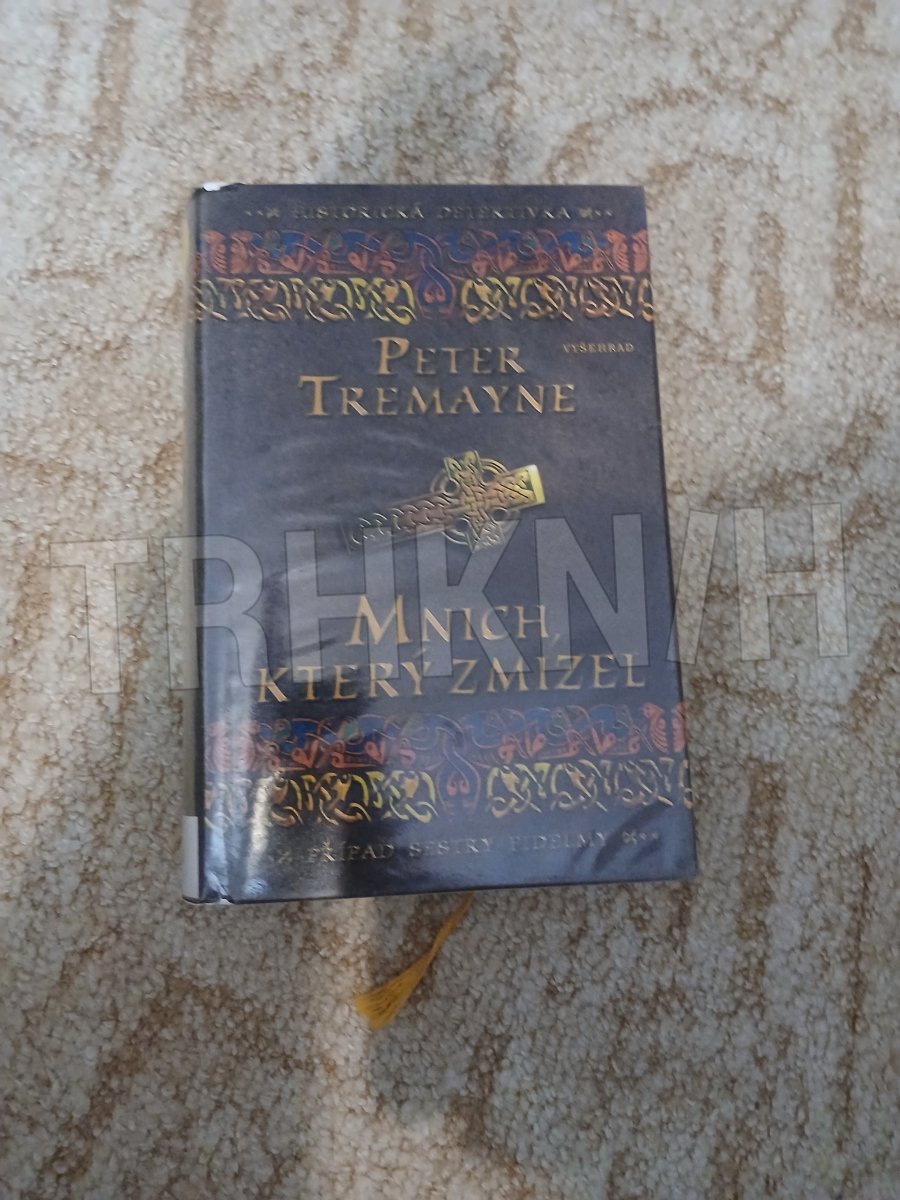 HISTORICKÁ DETEKTIVKA
PETER
TREMAYNE
VYŠEHRAD
TRHKNIH
MNICH,
KTERÝ ZMIZEL
PŘÍPAD SESTRY FIDELMY